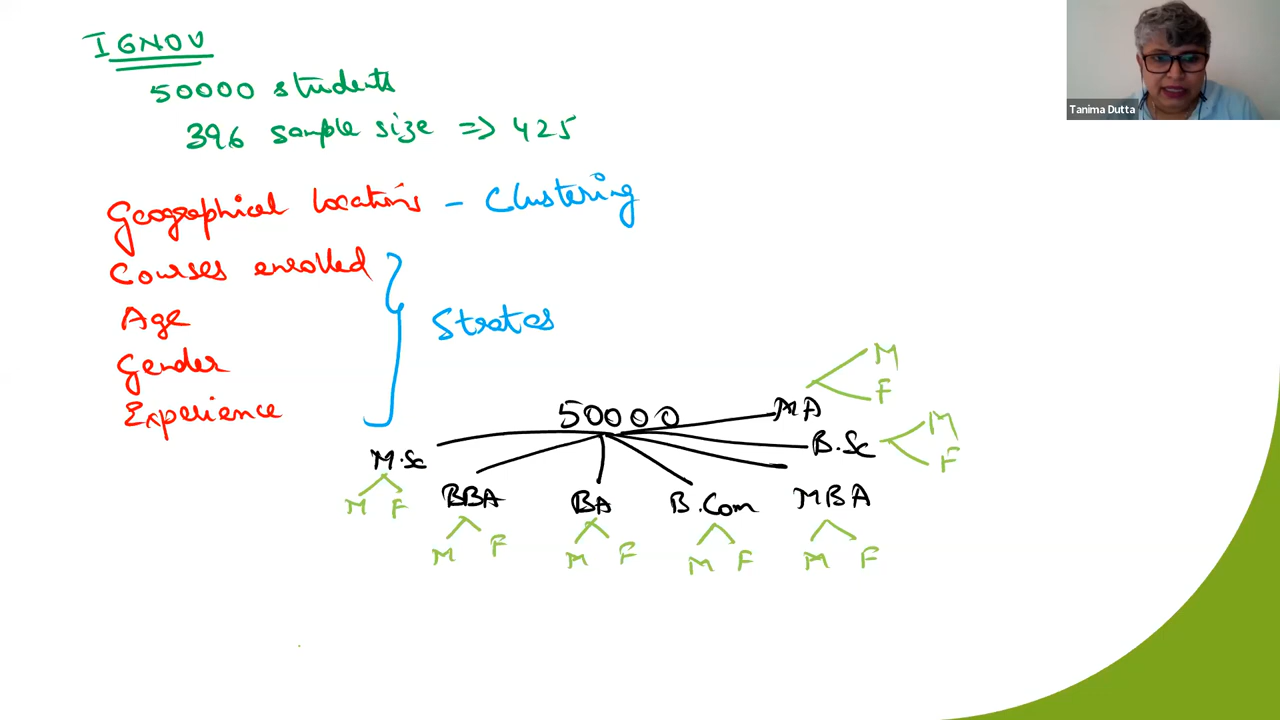 IGNOU
50000 students
396 sample size => 425
Tanima Dutta
Geographical locations - Clustering
Courses enrolled
Age
Gender
Experience
Stratas
50000
MA
M
F
B.Sc
M
F
M.Sc
M F
BBA
M F
BA
M F
B.Com
M F
MBA
M F